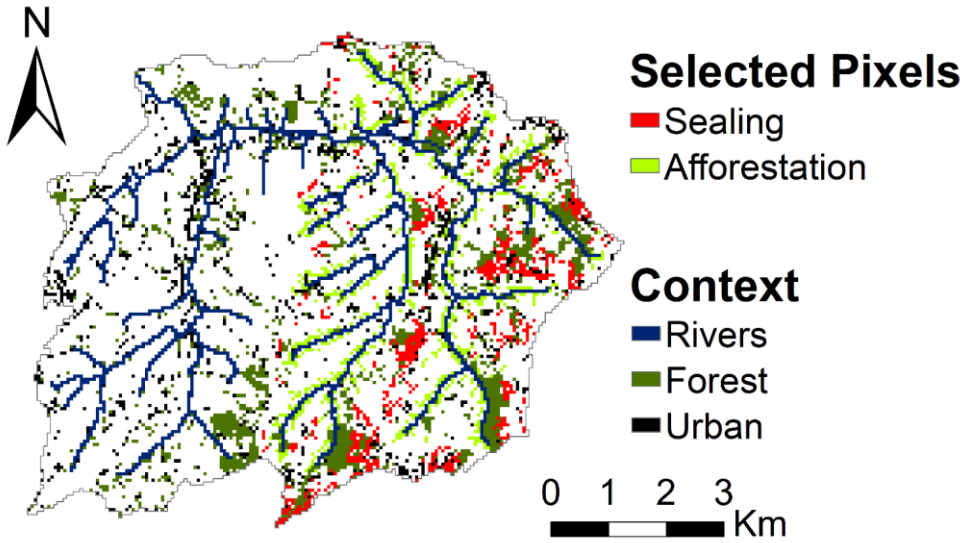 N
Selected Pixels
Sealing
Afforestation
Context
Rivers
Forest
Urban
0 1 2 3
Km